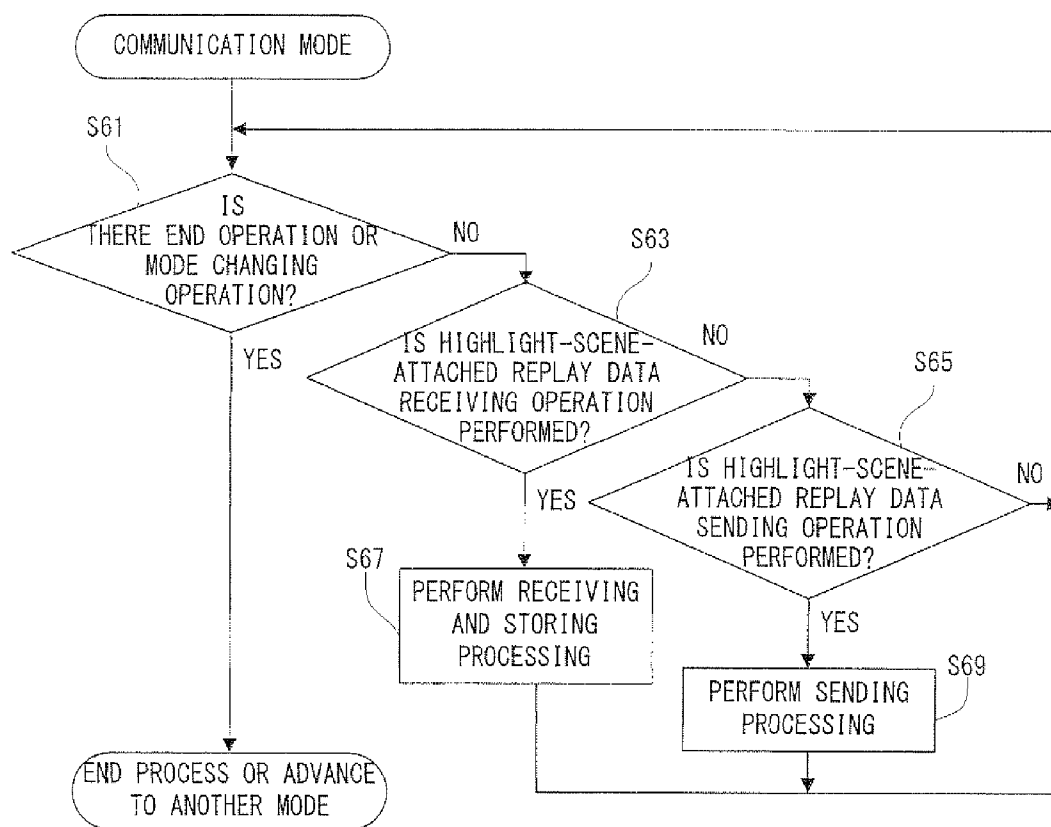 COMMUNICATION MODE
S61
IS
THERE END OPERATION OR
MODE CHANGING
OPERATION?
NO
YES
S63
IS HIGHLIGHT-SCENE-
ATTACHED REPLAY DATA
RECEIVING OPERATION
PERFORMED?
NO
YES
S65
IS HIGHLIGHT-SCENE-
ATTACHED REPLAY DATA
SENDING OPERATION
PERFORMED?
NO
YES
S67
PERFORM RECEIVING
AND STORING
PROCESSING
S69
PERFORM SENDING
PROCESSING
END PROCESS OR ADVANCE
TO ANOTHER MODE